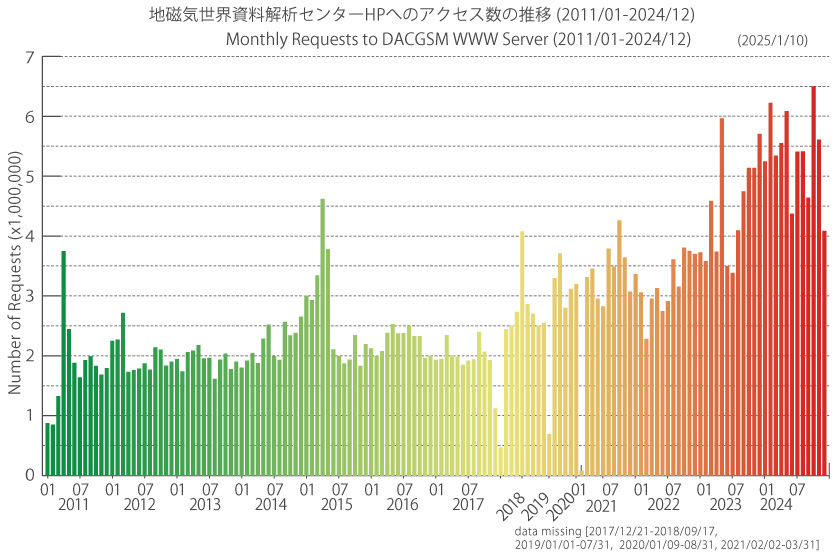 地磁気世界資料解析センターHPへのアクセス数の推移 (2011/01-2024/12)
Monthly Requests to DACGSM WWW Server (2011/01-2024/12)
(2025/1/10)
Number of Requests (x1,000,000)
7
6
5
4
3
2
1
0
01 07 01 07 01 07 01 07 01 07 01 07 01 07 01 07 01 07 01 07 01 07
2011 2012 2013 2014 2015 2016 2017 2018 2019 2020 2021 2022 2023 2024
data missing [2017/12/21-2018/09/17,
2019/01/01-07/31, 2020/01/09-08/31, 2021/02/02-03/31]